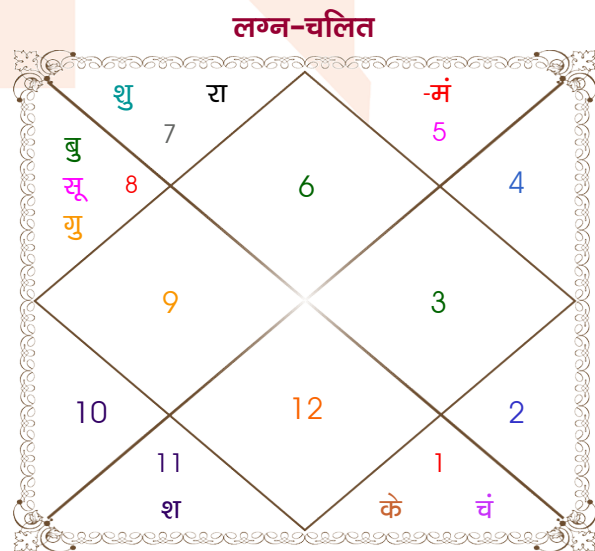 लग्न-चलित
शु रा -मं
7 5
बु
सू 8 6 4
गु
9 3
10 12 2
11 1
श के चं